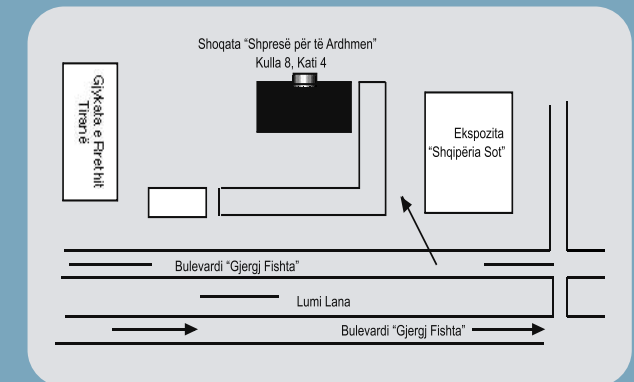 Shoqata “Shpresë për të Ardhmen”
Kulla 8, Kati 4
Gjykata e Rrethit
Tiranë
Ekspozita
“Shqipëria Sot”
Bulevardi “Gjergj Fishta”
Lumi Lana
Bulevardi “Gjergj Fishta”